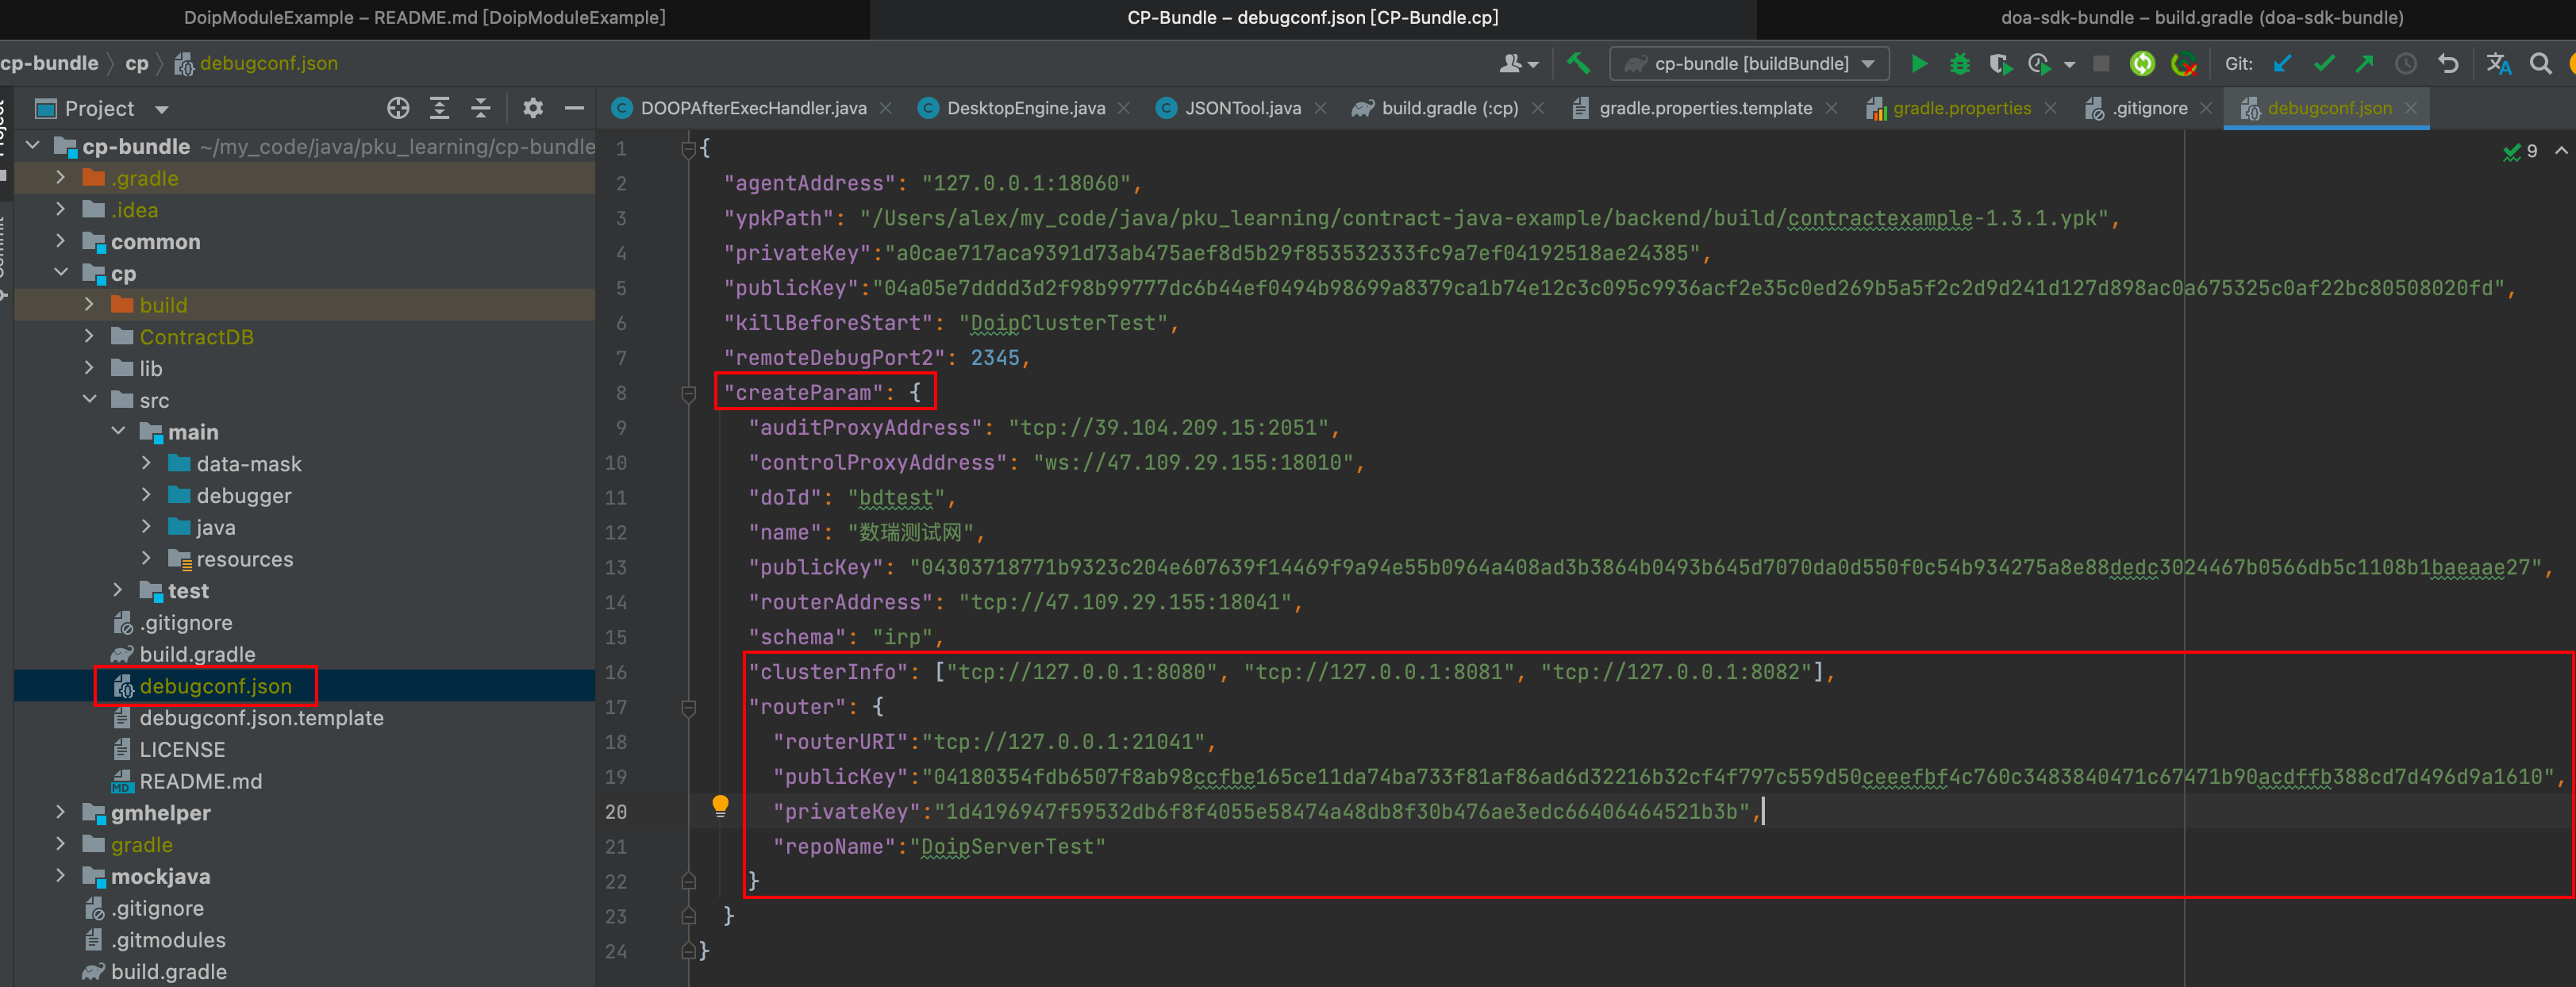 DoipModuleExample – README.md [DoipModuleExample]
CP-Bundle – debugconf.json [CP-Bundle.cp]
doa-sdk-bundle – build.gradle (doa-sdk-bundle)
cp-bundle 〉 cp 〉 debugconf.json
cp-bundle [buildBundle]
Git:
Project
DOOPAfterExecHandler.java
DesktopEngine.java
JSONTool.java
build.gradle (:cp)
gradle.properties.template
gradle.properties
.gitignore
debugconf.json
Project
Commit
cp-bundle ~/my_code/java/pku_learning/cp-bundle
.gradle
.idea
common
cp
build
ContractDB
lib
src
main
data-mask
debugger
java
resources
test
.gitignore
build.gradle
debugconf.json
debugconf.json.template
LICENSE
README.md
gmhelper
gradle
mockjava
.gitignore
.gitmodules
build.gradle
9
1 {
2 "agentAddress": "127.0.0.1:18060",
3 "ypkPath": "/Users/alex/my_code/java/pku_learning/contract-java-example/backend/build/contractexample-1.3.1.ypk",
4 "privateKey":"a0cae717aca9391d73ab475aef8d5b29f853532333fc9a7ef04192518ae24385",
5 "publicKey":"04a05e7dddd3d2f98b99777dc6b44ef0494b98699a8379ca1b74e12c3c095c9936acf2e35c0ed269b5a5f2c2d9d241d127d898ac0a675325c0af22bc80508020fd",
6 "killBeforeStart": "DoipClusterTest",
7 "remoteDebugPort2": 2345,
8 "createParam": {
9 "auditProxyAddress": "tcp://39.104.209.15:2051",
10 "controlProxyAddress": "ws://47.109.29.155:18010",
11 "doId": "bdtest",
12 "name": "数瑞测试网",
13 "publicKey": "04303718771b9323c204e607639f14469f9a94e55b0964a408ad3b3864b0493b645d7070da0d550f0c54b934275a8e88dedc3024467b0566db5c1108b1baeaae27",
14 "routerAddress": "tcp://47.109.29.155:18041",
15 "schema": "irp",
16 "clusterInfo": ["tcp://127.0.0.1:8080", "tcp://127.0.0.1:8081", "tcp://127.0.0.1:8082"],
17 "router": {
18 "routerURI":"tcp://127.0.0.1:21041",
19 "publicKey":"04180354fdb6507f8ab98ccfbe165ce11da74ba733f81af86ad6d32216b32cf4f797c559d50ceeefbf4c760c3483840471c67471b90acdffb388cd7d496d9a1610",
20 "privateKey":"1d4196947f59532db6f8f4055e58474a48db8f30b476ae3edc66406464521b3b",
21 "repoName":"DoipServerTest"
22 }
23 }
24 }